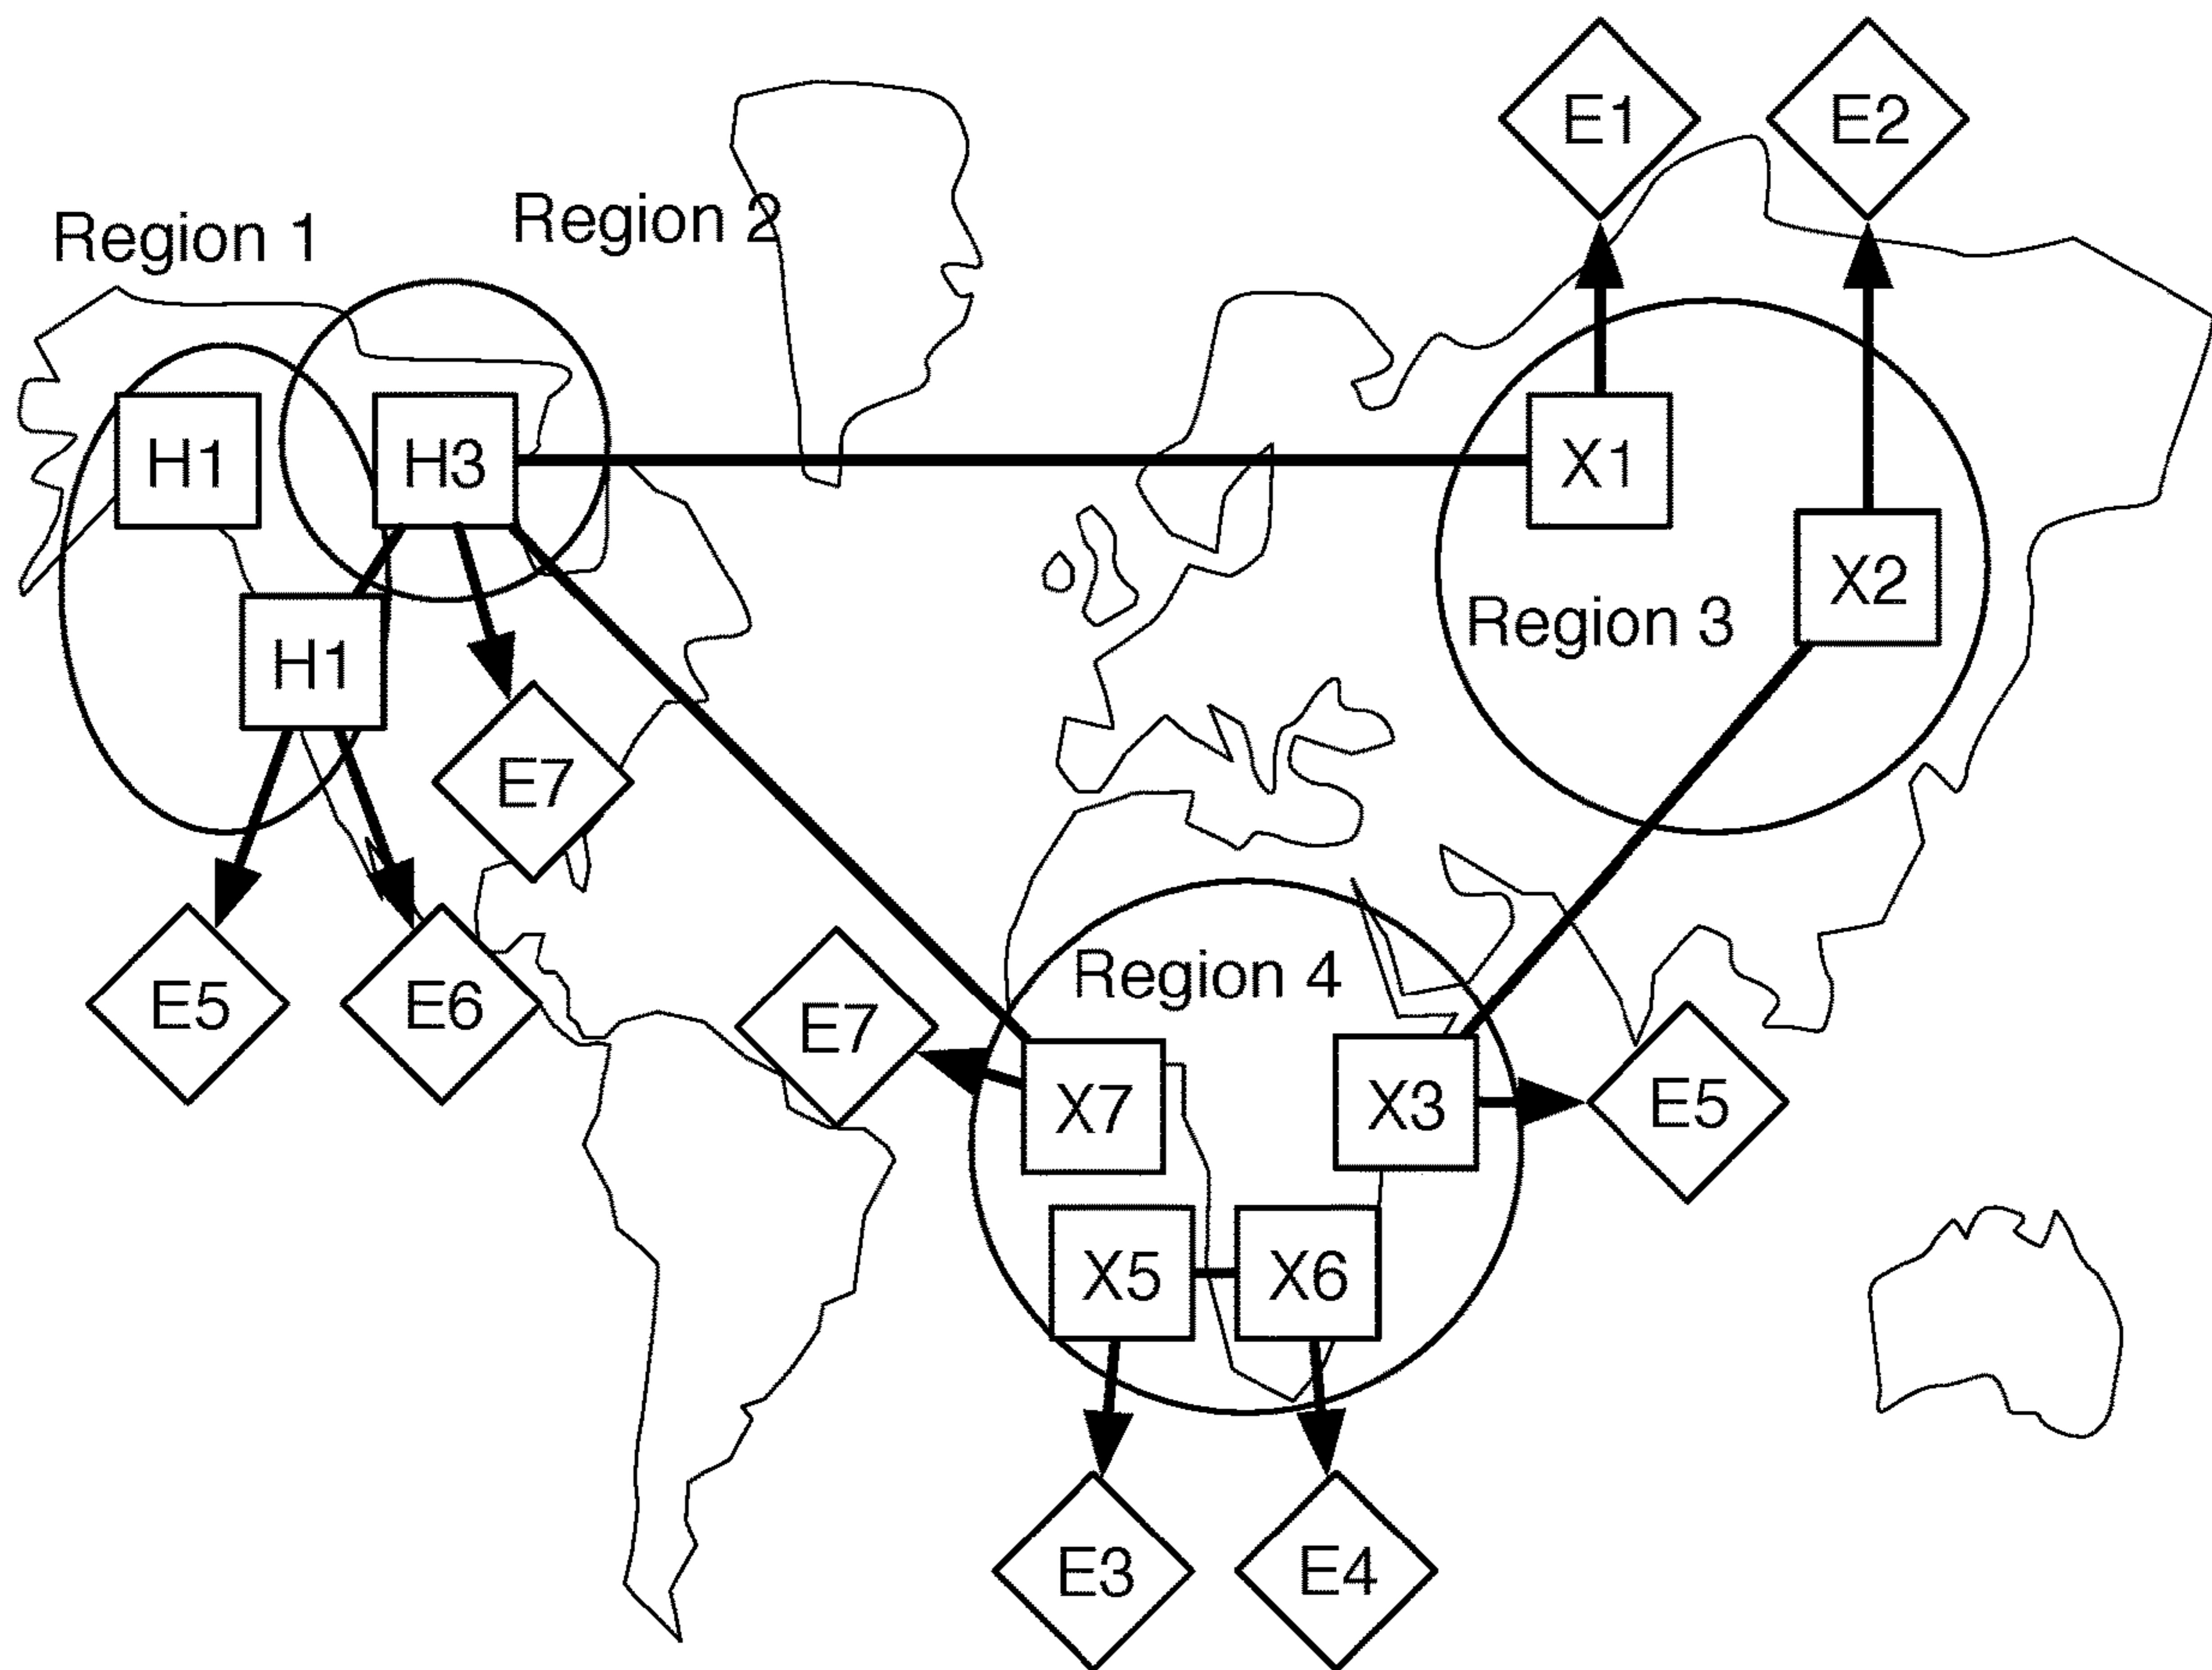 E1
E2
Region 1
Region 2
H1
H3
X1
X2
Region 3
H1
E7
Region 4
E5
E6
E7
X7
X3
E5
X5
X6
E3
E4